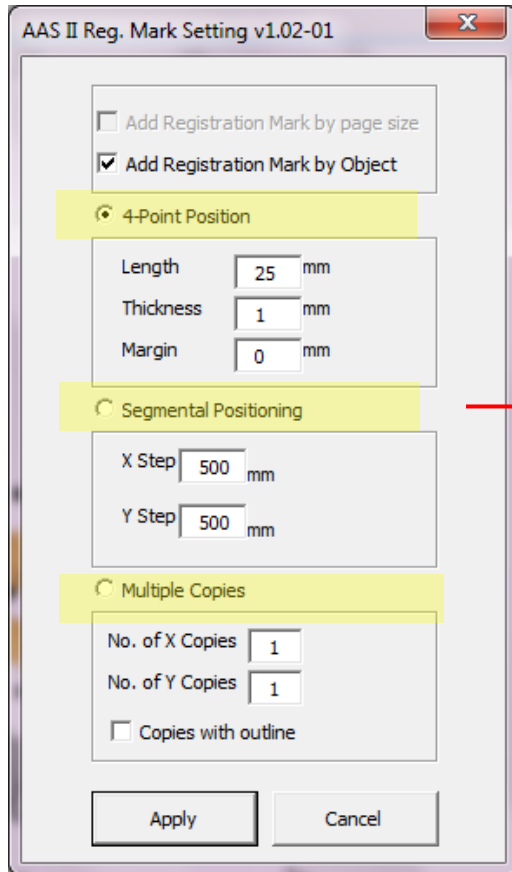 AAS II Reg. Mark Setting v1.02-01
Add Registration Mark by page size
Add Registration Mark by Object
4-Point Position
Length 25 mm
Thickness 1 mm
Margin 0 mm
Segmental Positioning
X Step 500 mm
Y Step 500 mm
Multiple Copies
No. of X Copies 1
No. of Y Copies 1
Copies with outline
Apply Cancel